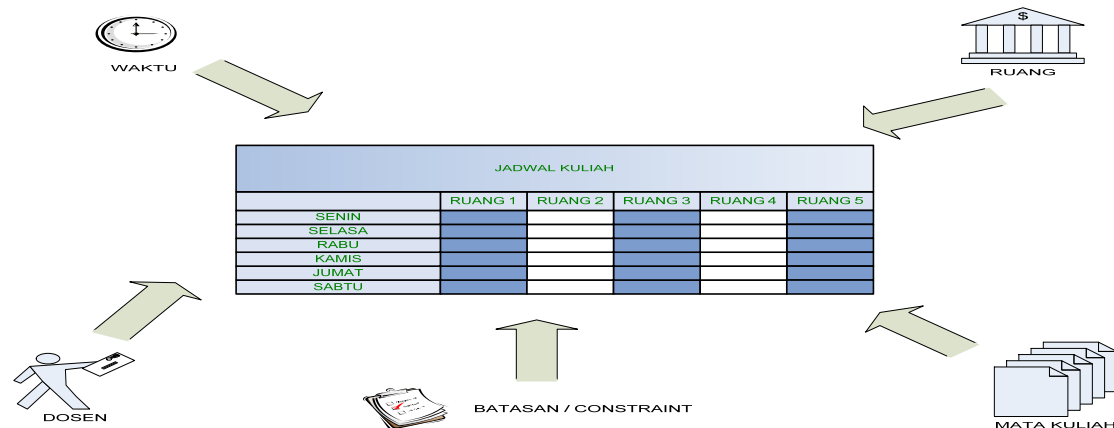 WAKTU
$
RUANG
JADWAL KULIAH
RUANG 1 RUANG 2 RUANG 3 RUANG 4 RUANG 5
SENIN
SELASA
RABU
KAMIS
JUMAT
SABTU
DOSEN
BATASAN / CONSTRAINT
MATA KULIAH